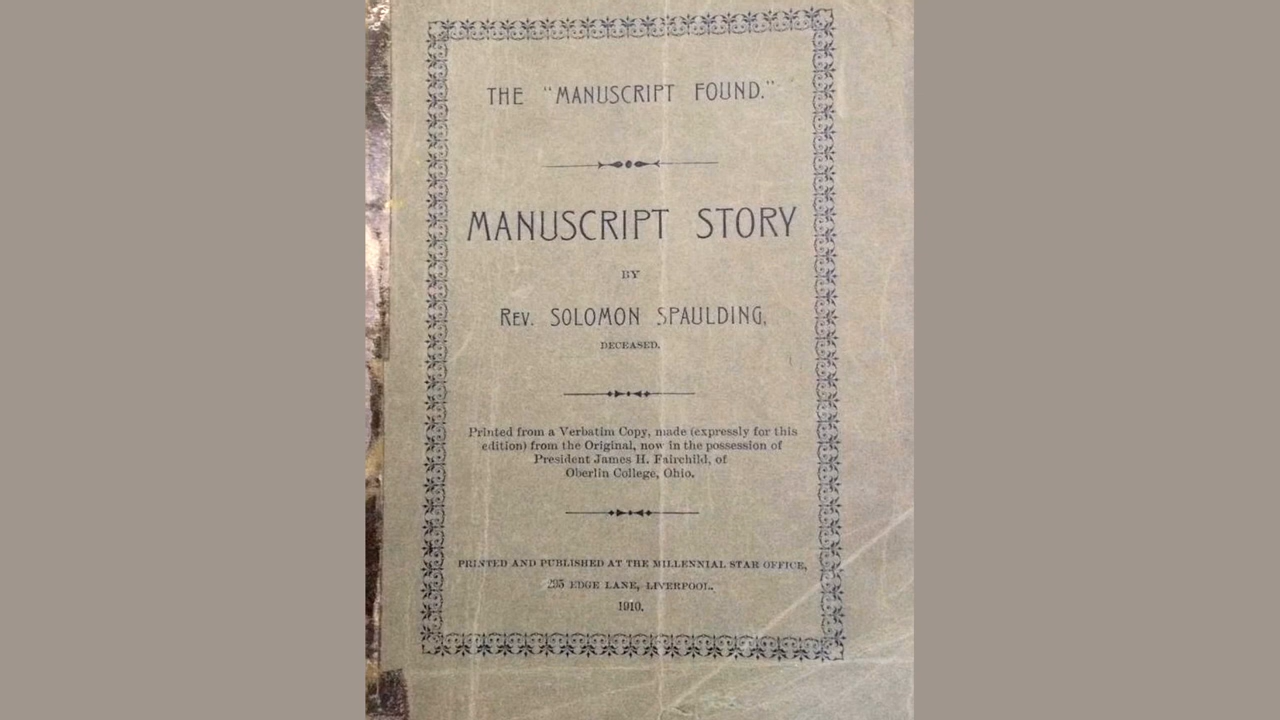 THE "MANUSCRIPT FOUND."
MANUSCRIPT STORY
BY
REV. SOLOMON SPAULDING,
DECEASED.
Printed from a Verbatim Copy, made (expressly for this
edition) from the Original, now in the possession of
President James H. Fairchild, of
Oberlin College, Ohio.
PRINTED AND PUBLISHED AT THE MILLENNIAL STAR OFFICE,
295 EDGE LANE, LIVERPOOL.
1910.